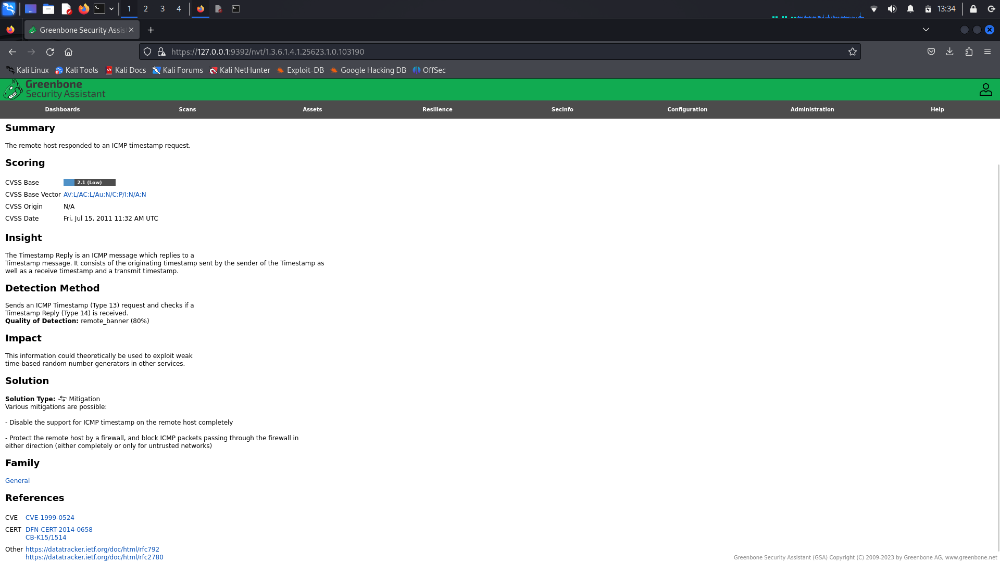 1 2 3 4
13:34
Greenbone Security Assis
https://127.0.0.1:9392/nvt/1.3.6.1.4.1.25623.1.0.103190
Kali Linux Kali Tools Kali Docs Kali Forums Kali NetHunter Exploit-DB Google Hacking DB OffSec
Greenbone
Security Assistant
Dashboards Scans Assets Resilience SecInfo Configuration Administration Help
Summary
The remote host responded to an ICMP timestamp request.
Scoring
CVSS Base 2.1 (Low)
CVSS Base Vector AV:L/AC:L/Au:N/C:P/I:N/A:N
CVSS Origin N/A
CVSS Date Fri, Jul 15, 2011 11:32 AM UTC
Insight
The Timestamp Reply is an ICMP message which replies to a
Timestamp message. It consists of the originating timestamp sent by the sender of the Timestamp as
well as a receive timestamp and a transmit timestamp.
Detection Method
Sends an ICMP Timestamp (Type 13) request and checks if a
Timestamp Reply (Type 14) is received.
Quality of Detection: remote_banner (80%)
Impact
This information could theoretically be used to exploit weak
time-based random number generators in other services.
Solution
Solution Type: Mitigation
Various mitigations are possible:
- Disable the support for ICMP timestamp on the remote host completely
- Protect the remote host by a firewall, and block ICMP packets passing through the firewall in
either direction (either completely or only for untrusted networks)
Family
General
References
CVE CVE-1999-0524
CERT DFN-CERT-2014-0658
CB-K15/1514
Other https://datatracker.ietf.org/doc/html/rfc792
https://datatracker.ietf.org/doc/html/rfc2780
Greenbone Security Assistant (GSA) Copyright (C) 2009-2023 by Greenbone AG, www.greenbone.net